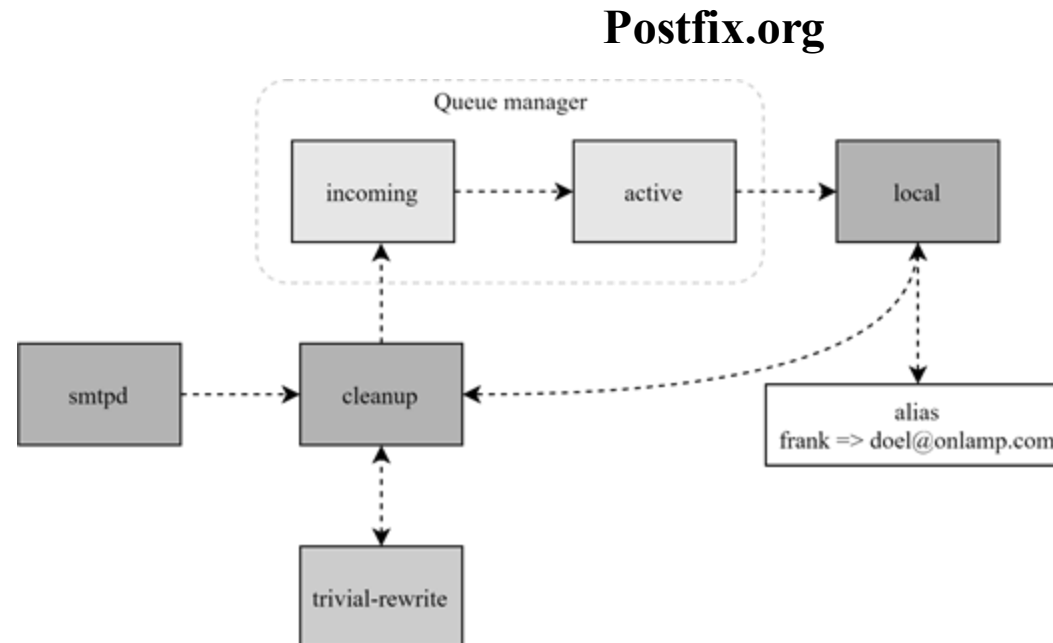 Postfix.org
Queue manager
incoming
active
local
smtpd
cleanup
alias
frank => doel@onlamp.com
trivial-rewrite